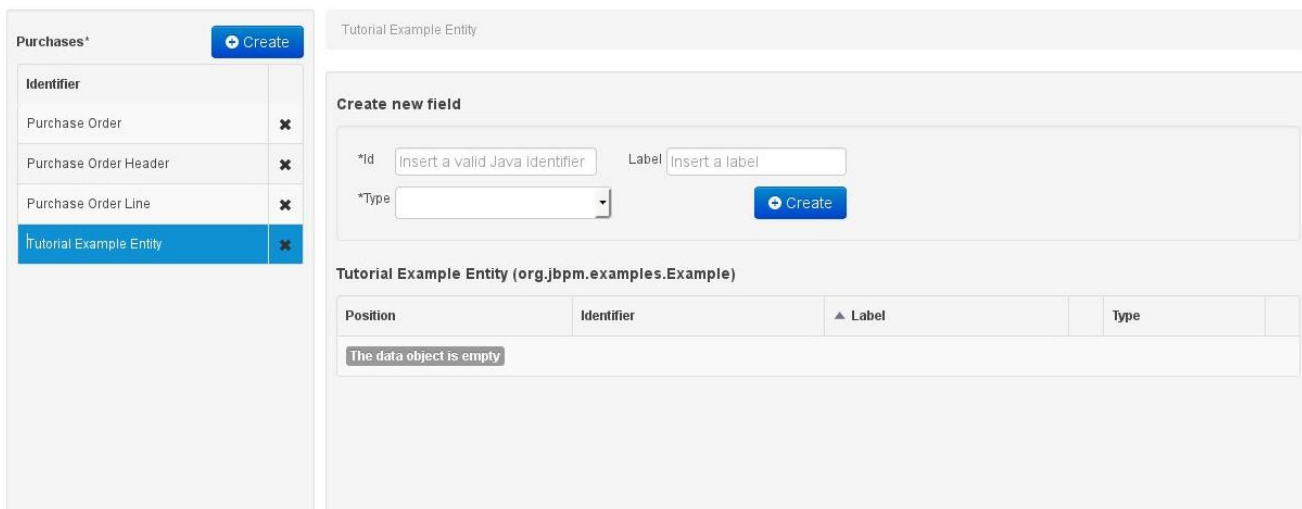 Purchases*
Create
Identifier
Purchase Order
Purchase Order Header
Purchase Order Line
Tutorial Example Entity
Tutorial Example Entity
Create new field
*Id Insert a valid Java identifier Label Insert a label
*Type Create
Tutorial Example Entity (org.jbpm.examples.Example)
Position Identifier Label Type
The data object is empty